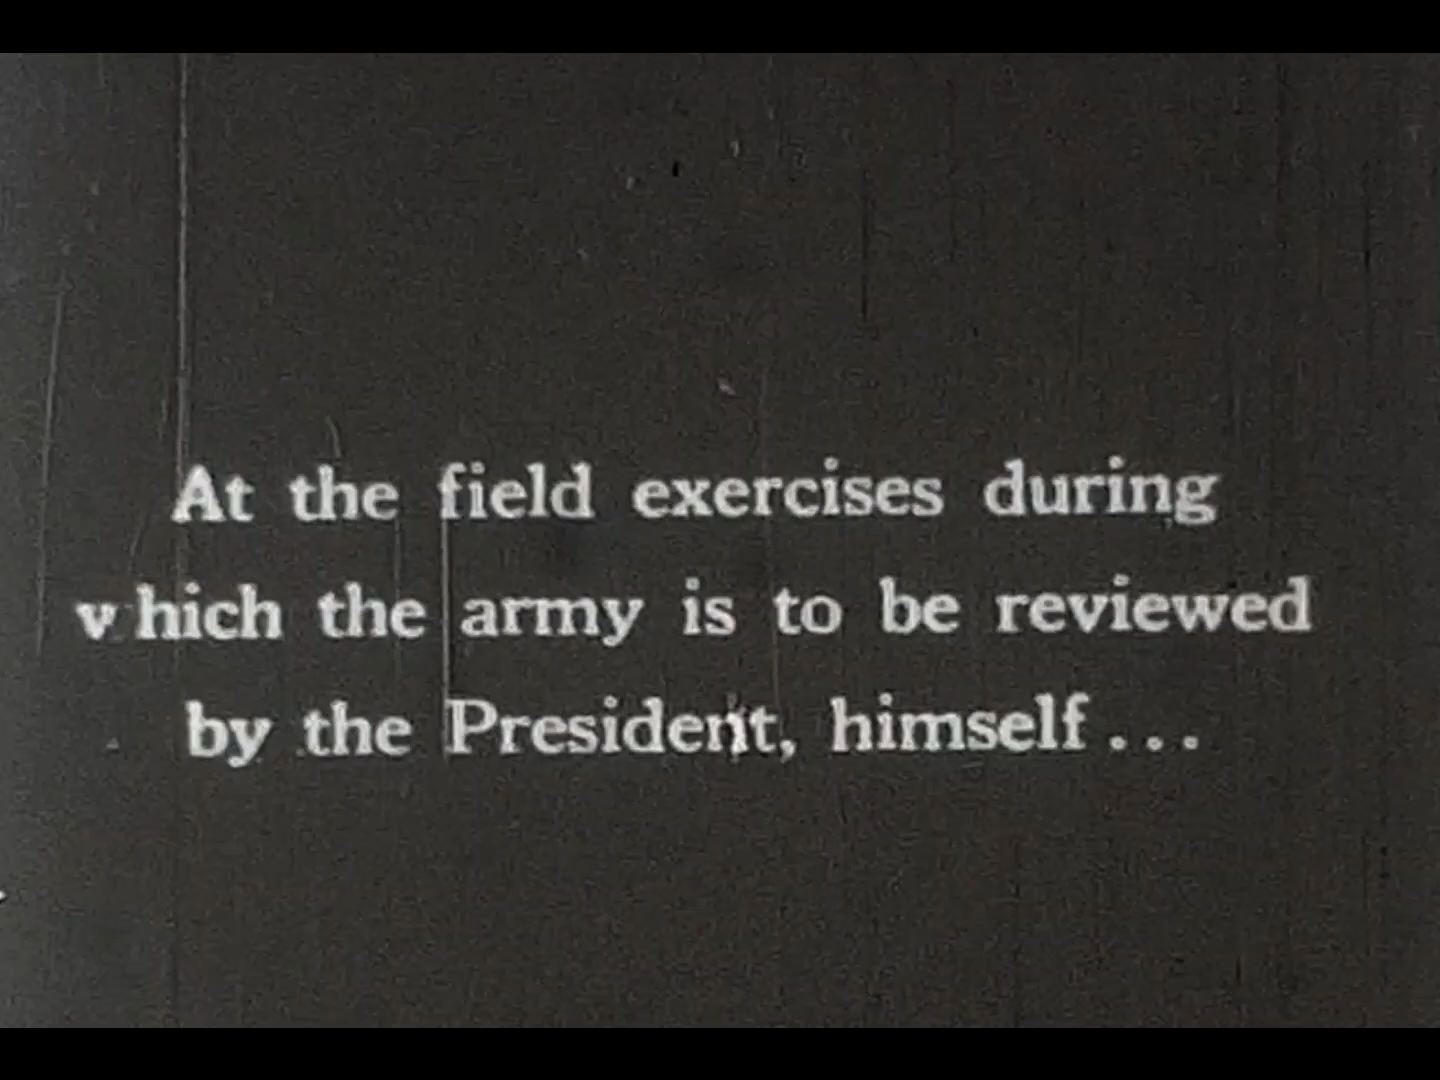 At the field exercises during
which the army is to be reviewed
by the President, himself...